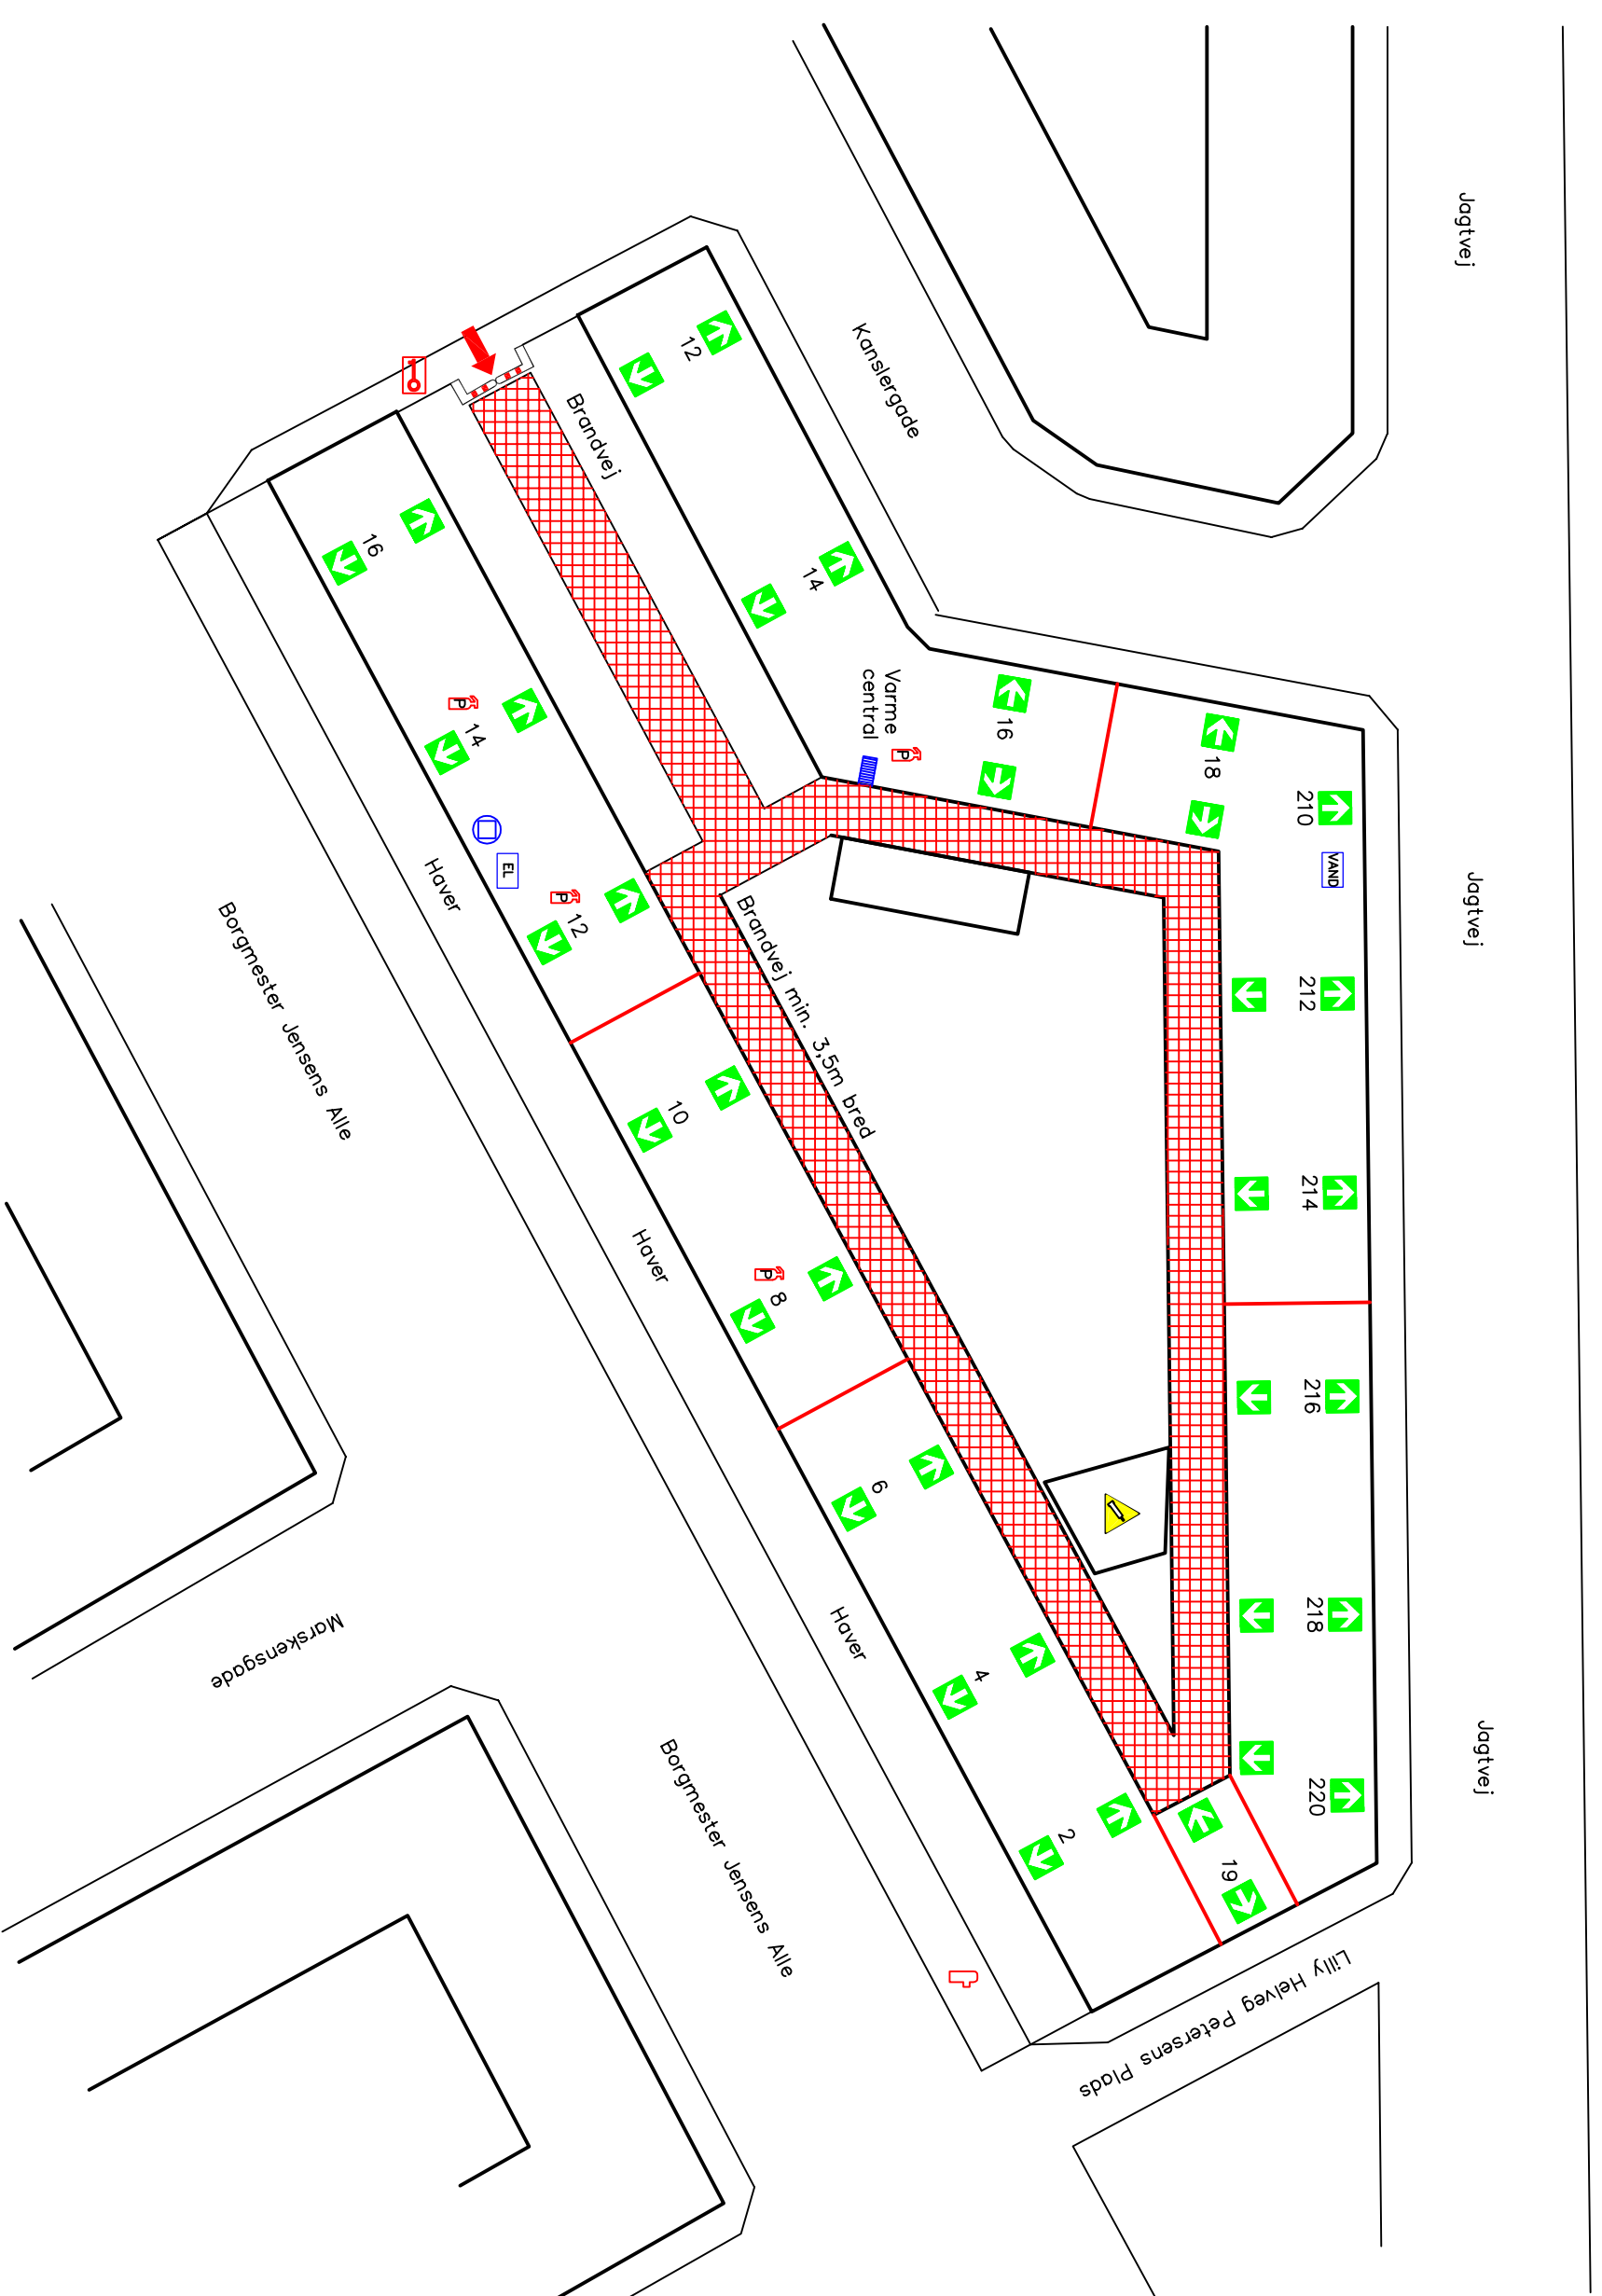 Jagtvej
Kanslergade
12
Brandvej
14
16
Varme
central
16
18
210
VAND
P
P
14
EL
P
12
Haver
Jagtvej
Brandvej min. 3,5m bred
Borgmester Jensens Alle
212
10
214
Haver
P
8
216
6
218
Haver
4
Marskensgade
Jagtvej
220
2
19
Borgmester Jensens Alle
Lilly Helveg Petersens Plads